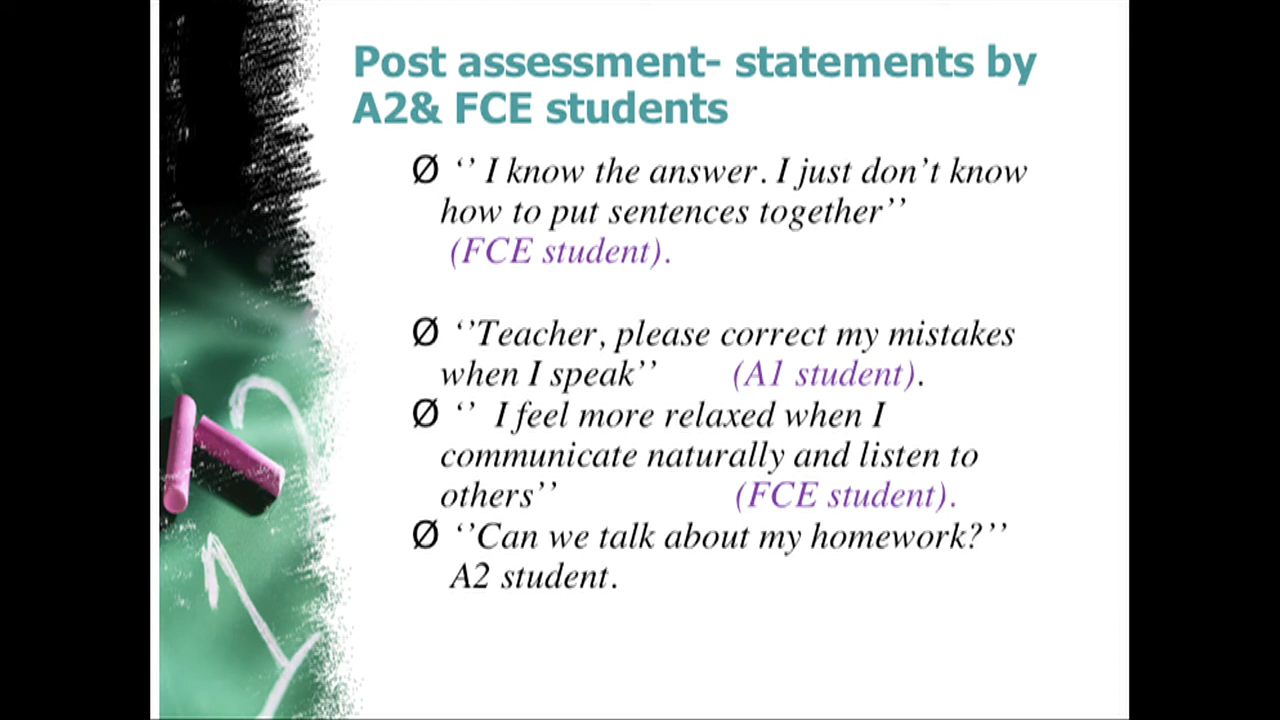 Post assessment- statements by
A2& FCE students
Ø ‘’ I know the answer. I just don’t know
how to put sentences together’’
(FCE student).
Ø ‘’Teacher, please correct my mistakes
when I speak’’ (A1 student).
Ø ‘’ I feel more relaxed when I
communicate naturally and listen to
others’’ (FCE student).
Ø ‘’Can we talk about my homework?’’
A2 student.